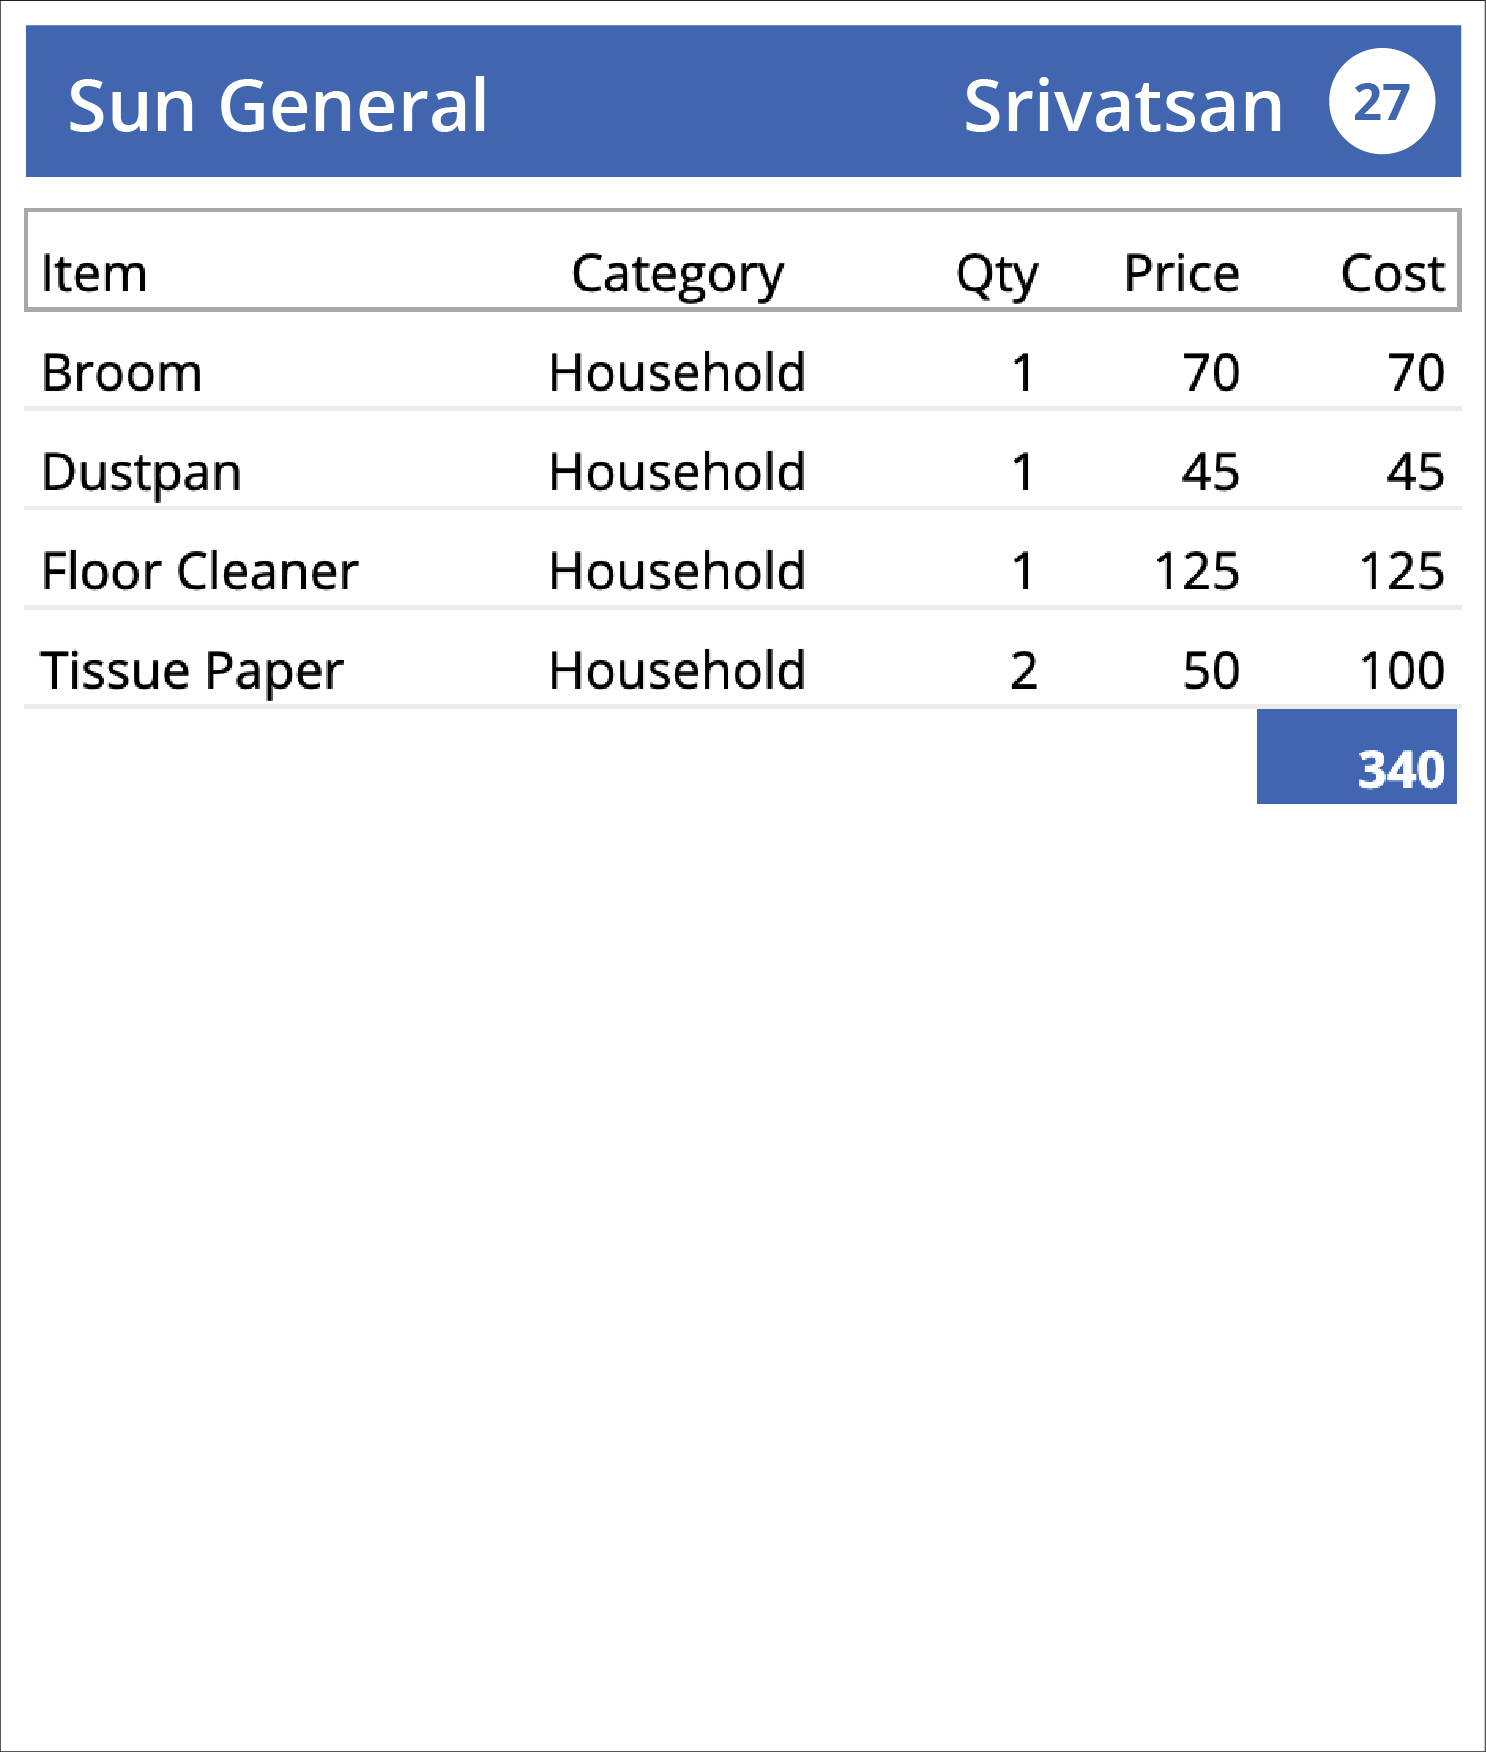 Sun General Srivatsan 27
Item Category Qty Price Cost
Broom Household 1 70 70
Dustpan Household 1 45 45
Floor Cleaner Household 1 125 125
Tissue Paper Household 2 50 100
340